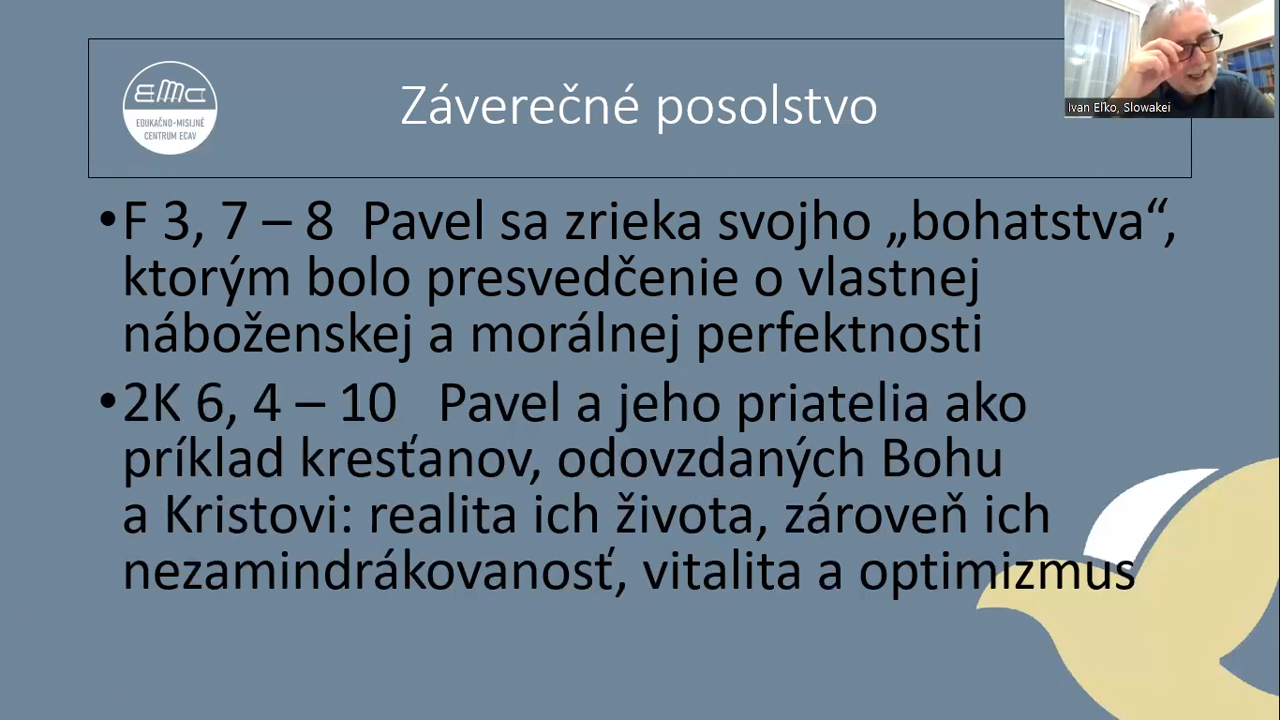 Záverečné posolstvo
EMC
EDUKAČNO-MISIJNÉ
CENTRUM ECAV
Ivan Eľko, Slowakei
•F 3, 7 – 8 Pavel sa zrieka svojho „bohatstva“,
ktorým bolo presvedčenie o vlastnej
náboženskej a morálnej perfektnosti
•2K 6, 4 – 10 Pavel a jeho priatelia ako
príklad kresťanov, odovzdaných Bohu
a Kristovi: realita ich života, zároveň ich
nezamindrákovanosť, vitalita a optimizmus